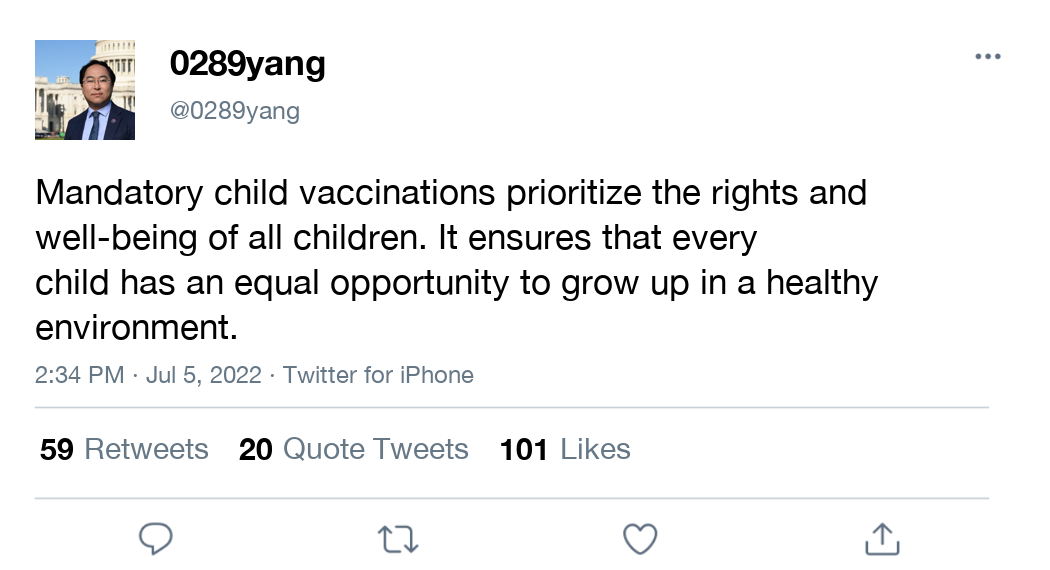 0289yang
@0289yang
Mandatory child vaccinations prioritize the rights and
well-being of all children. It ensures that every
child has an equal opportunity to grow up in a healthy
environment.
2:34 PM · Jul 5, 2022 · Twitter for iPhone
59 Retweets 20 Quote Tweets 101 Likes